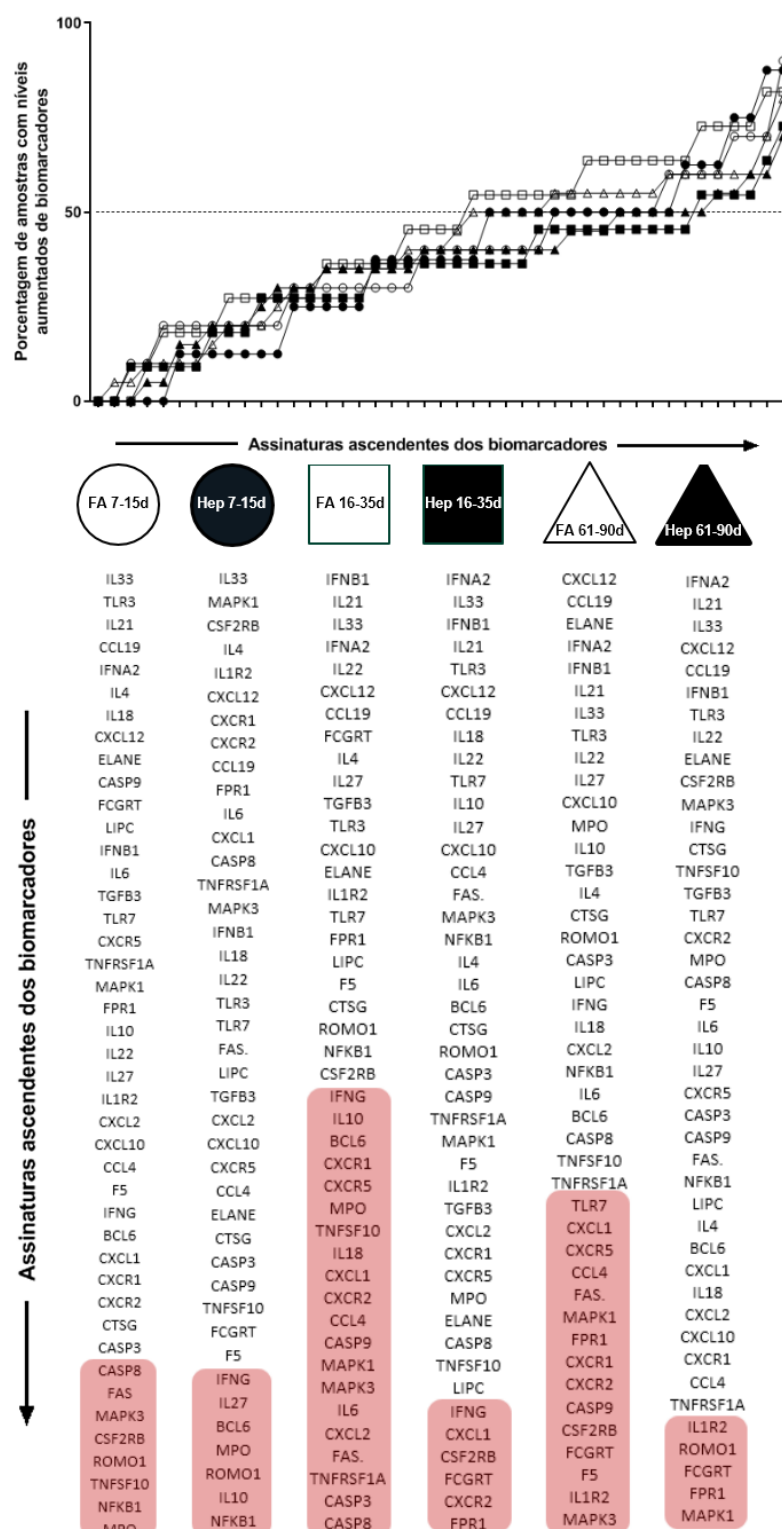 100
50
0
Porcentagem de amostras com níveis
aumentados de biomarcadores
Assinaturas ascendentes dos biomarcadores
FA 7-15d
Hep 7-15d
FA 16-35d
Hep 16-35d
FA 61-90d
Hep 61-90d
Assinaturas ascendentes dos biomarcadores
IL33
TLR3
IL21
CCL19
IFNA2
IL4
IL18
CXCL12
ELANE
CASP9
FCGRT
LIPC
IFNB1
IL6
TGFB3
TLR7
CXCR5
TNFRSF1A
MAPK1
FPR1
IL10
IL22
IL27
IL1R2
CXCL2
CXCL10
CCL4
F5
IFNG
BCL6
CXCL1
CXCR1
CXCR2
CTSG
CASP3
CASP8
FAS
MAPK3
CSF2RB
ROMO1
TNFSF10
NFKB1
MPO
IL33
MAPK1
CSF2RB
IL4
IL1R2
CXCL12
CXCR1
CXCR2
CCL19
FPR1
IL6
CXCL1
CASP8
TNFRSF1A
MAPK3
IFNB1
IL18
IL22
TLR3
TLR7
FAS.
LIPC
TGFB3
CXCL2
CXCL10
CXCR5
CCL4
ELANE
CTSG
CASP3
CASP9
TNFSF10
FCGRT
F5
IFNG
IL27
BCL6
MPO
ROMO1
IL10
NFKB1
IFNB1
IL21
IL33
IFNA2
IL22
CXCL12
CCL19
FCGRT
IL4
IL27
TGFB3
TLR3
CXCL10
ELANE
IL1R2
TLR7
FPR1
LIPC
F5
CTSG
ROMO1
NFKB1
CSF2RB
IFNG
IL10
BCL6
CXCR1
CXCR5
MPO
TNFSF10
IL18
CXCL1
CXCR2
CCL4
CASP9
MAPK1
MAPK3
IL6
CXCL2
FAS.
TNFRSF1A
CASP3
CASP8
IFNA2
IL33
IFNB1
IL21
TLR3
CXCL12
CCL19
IL18
IL22
TLR7
IL10
IL27
CXCL10
CCL4
FAS.
MAPK3
NFKB1
IL4
IL6
BCL6
CTSG
ROMO1
CASP3
CASP9
TNFRSF1A
MAPK1
F5
IL1R2
TGFB3
CXCL2
CXCR1
CXCR5
MPO
ELANE
CASP8
TNFSF10
LIPC
IFNG
CXCL1
CSF2RB
FCGRT
CXCR2
FPR1
CXCL12
CCL19
ELANE
IFNA2
IFNB1
IL21
IL33
TLR3
IL22
IL27
CXCL10
MPO
IL10
TGFB3
IL4
CTSG
ROMO1
CASP3
LIPC
IFNG
IL18
CXCL2
NFKB1
IL6
BCL6
CASP8
TNFSF10
TNFRSF1A
TLR7
CXCL1
CXCR5
CCL4
FAS.
MAPK1
FPR1
CXCR1
CXCR2
CASP9
CSF2RB
FCGRT
F5
IL1R2
MAPK3
IFNA2
IL21
IL33
CXCL12
CCL19
IFNB1
TLR3
IL22
ELANE
CSF2RB
MAPK3
IFNG
CTSG
TNFSF10
TGFB3
TLR7
CXCR2
MPO
CASP8
F5
IL6
IL10
IL27
CXCR5
CASP3
CASP9
FAS.
NFKB1
LIPC
IL4
BCL6
CXCL1
IL18
CXCL2
CXCL10
CXCR1
CCL4
TNFRSF1A
IL1R2
ROMO1
FCGRT
FPR1
MAPK1